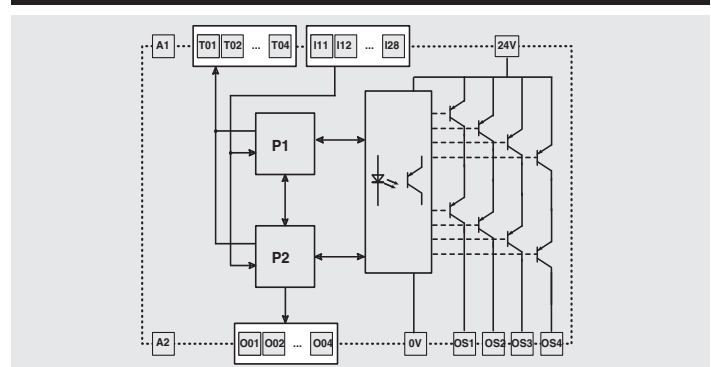 A1 T01 T02 ... T04 I11 I12 ... I28 24V
P1
P2
A2 O01 O02 ... O04 0V OS1 OS2 OS3 OS4